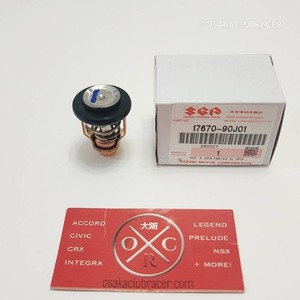 OSAKACLUBRACER.COM
SGP
17670-90J01
1
SUZUKI MOTOR CORPORATION
ACCORD
CIVIC
CRX
INTEGRA
大阪
O C
R
LEGEND
PRELUDE
NSX
+ MORE!
osakaclubracer.com